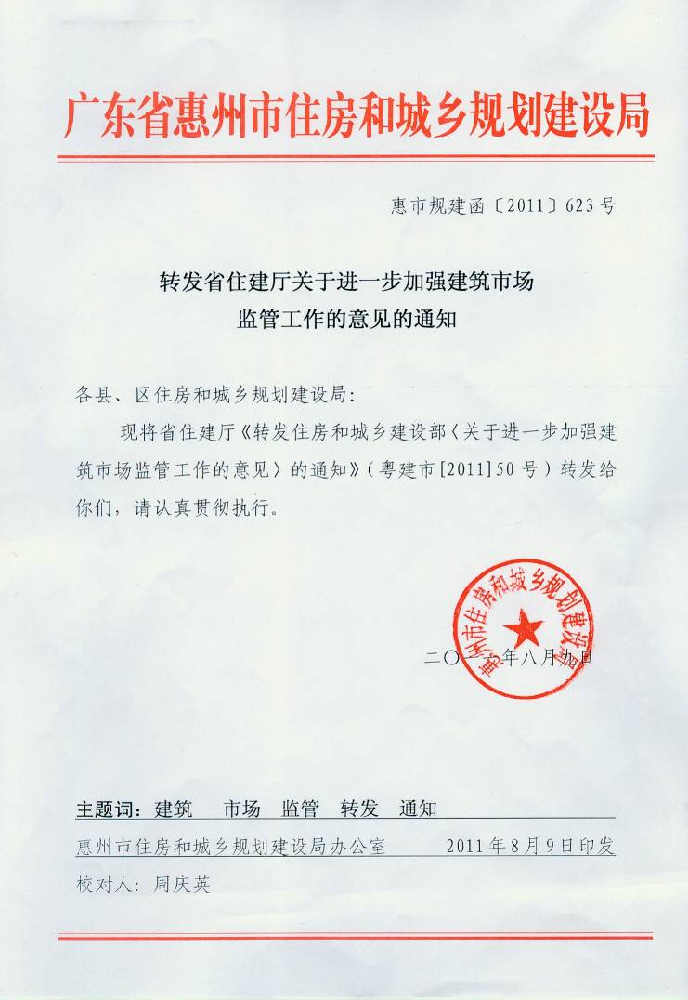 广东省惠州市住房和城乡规划建设局
惠市规建函〔2011〕623号
转发省住建厅关于进一步加强建筑市场
监管工作的意见的通知
各县、区住房和城乡规划建设局：
现将省住建厅《转发住房和城乡建设部〈关于进一步加强建
筑市场监管工作的意见〉的通知》（粤建市[2011]50号）转发给
你们，请认真贯彻执行。
惠州市住房和城乡规划建设局
二〇一一年八月九日
主题词：建筑 市场 监管 转发 通知
惠州市住房和城乡规划建设局办公室 2011年8月9日印发
校对人：周庆英